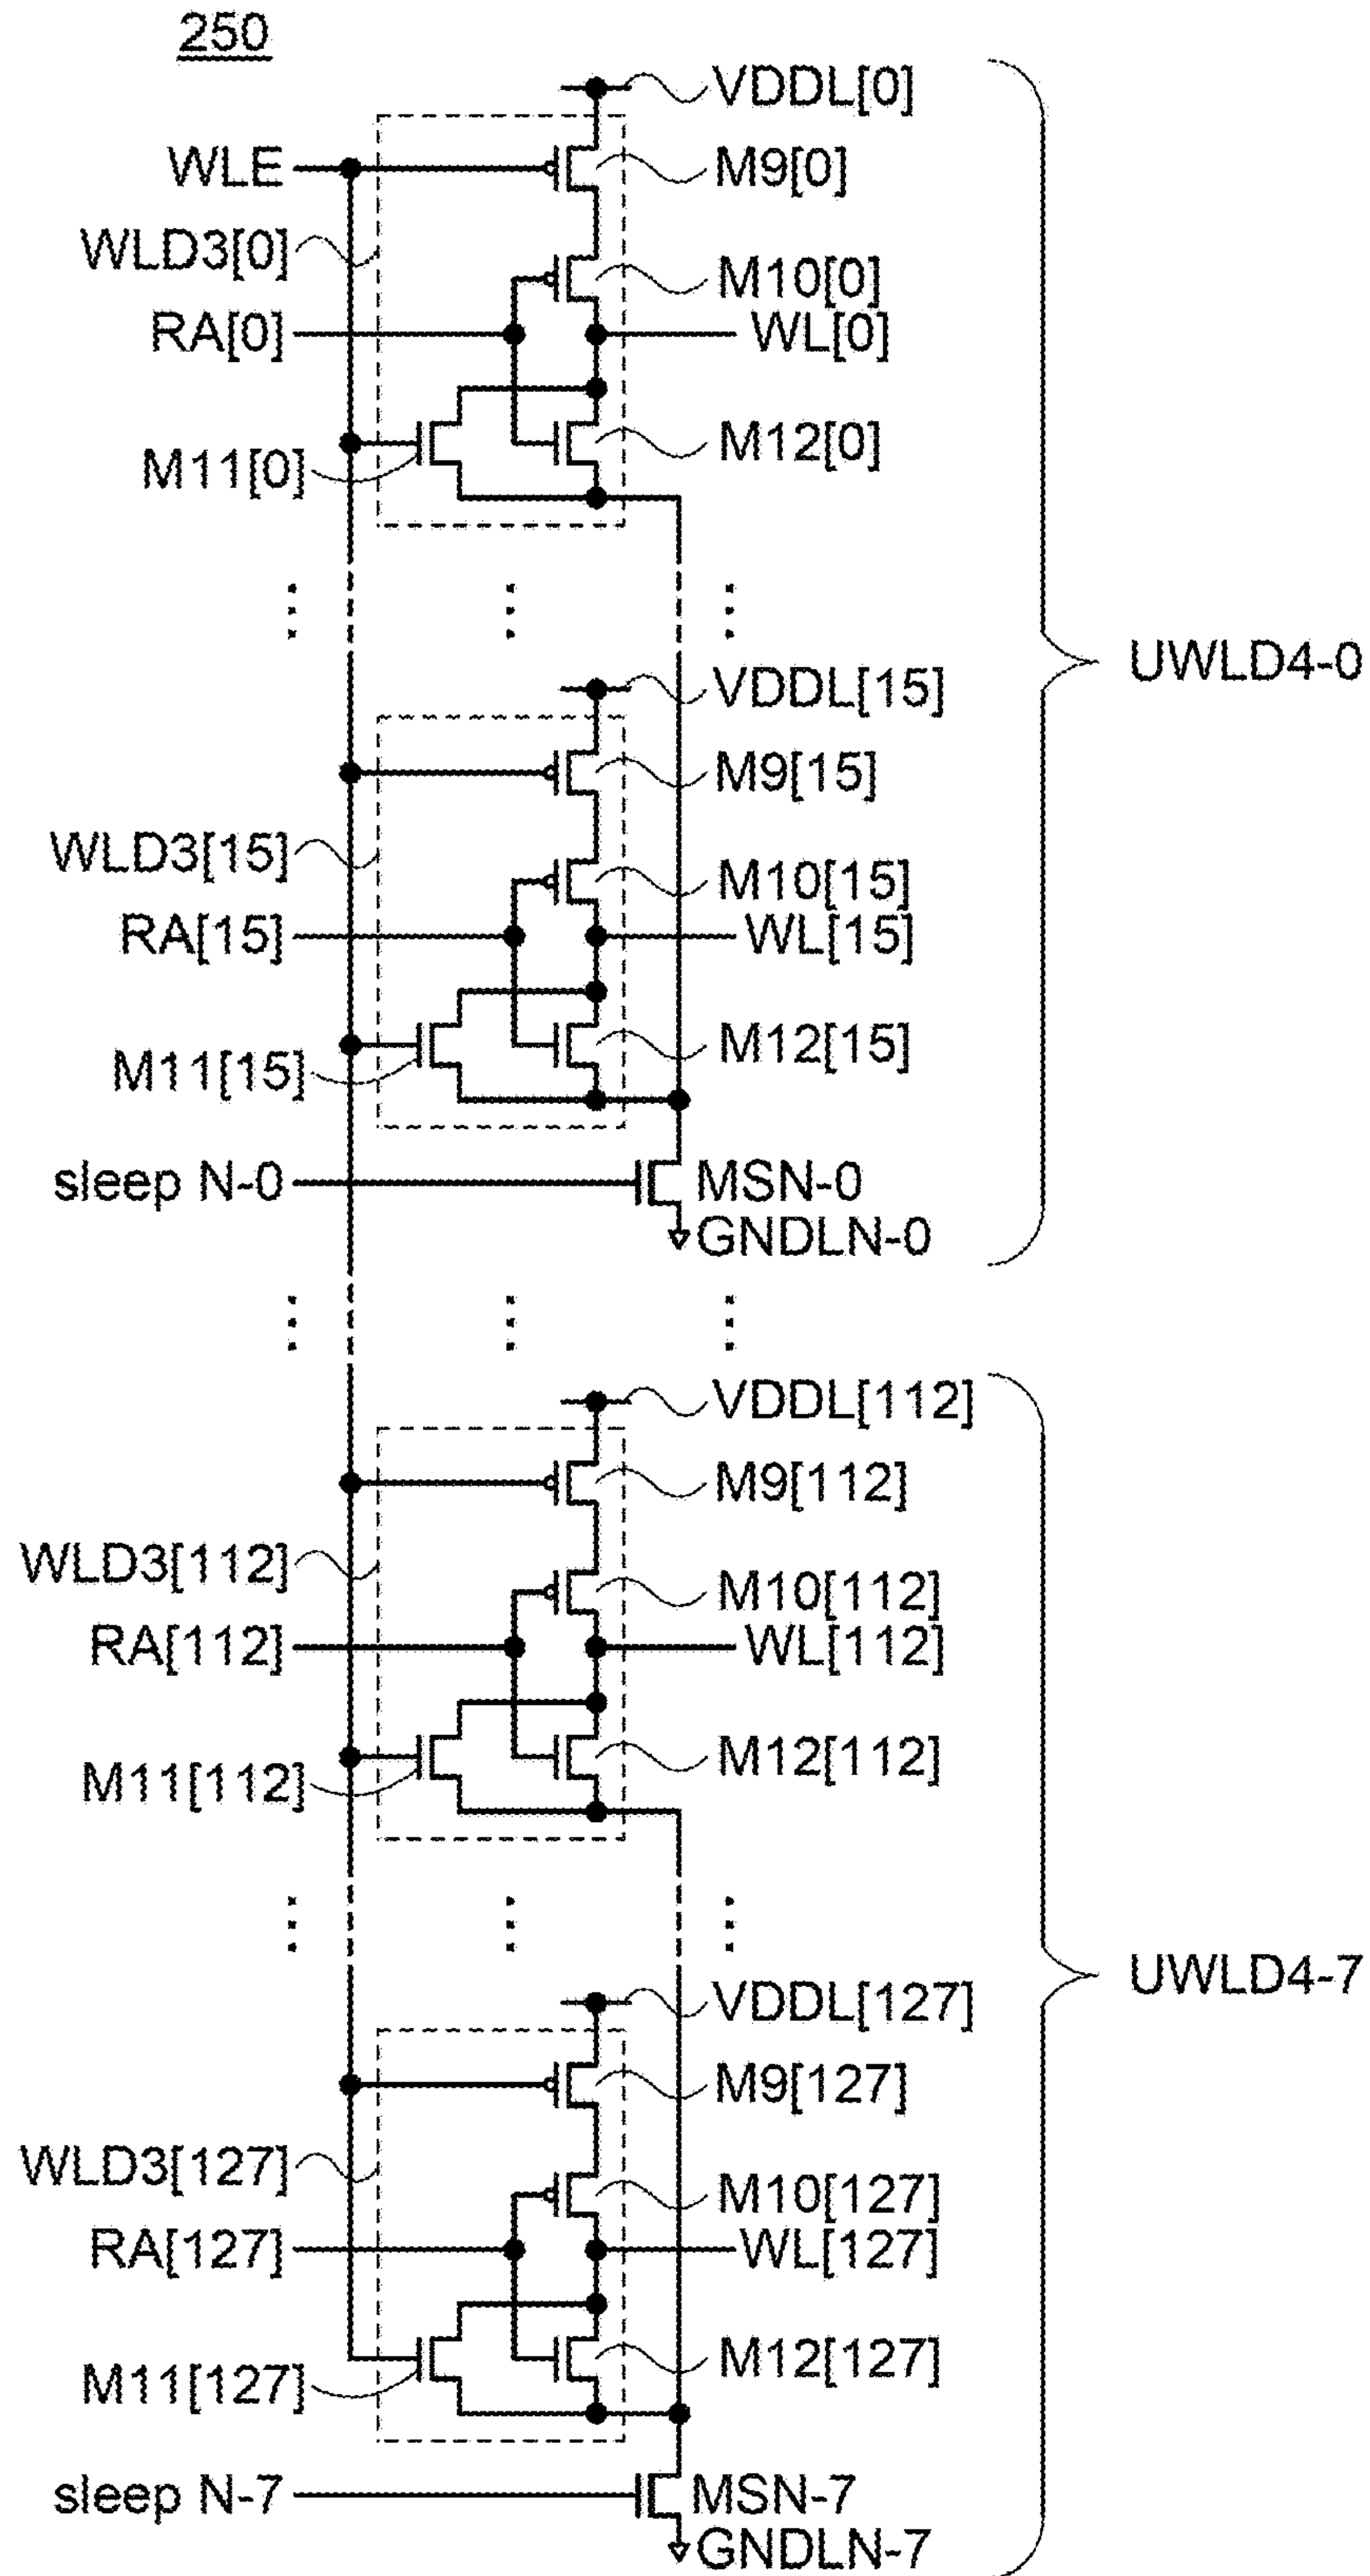 250
VDDL[0]
WLE
M9[0]
WLD3[0]
M10[0]
RA[0]
WL[0]
M12[0]
M11[0]
UWLD4-0
VDDL[15]
M9[15]
WLD3[15]
M10[15]
RA[15]
WL[15]
M12[15]
M11[15]
sleep N-0
MSN-0
GNDLN-0
VDDL[112]
M9[112]
WLD3[112]
M10[112]
RA[112]
WL[112]
M12[112]
M11[112]
UWLD4-7
VDDL[127]
M9[127]
WLD3[127]
M10[127]
RA[127]
WL[127]
M12[127]
M11[127]
sleep N-7
MSN-7
GNDLN-7